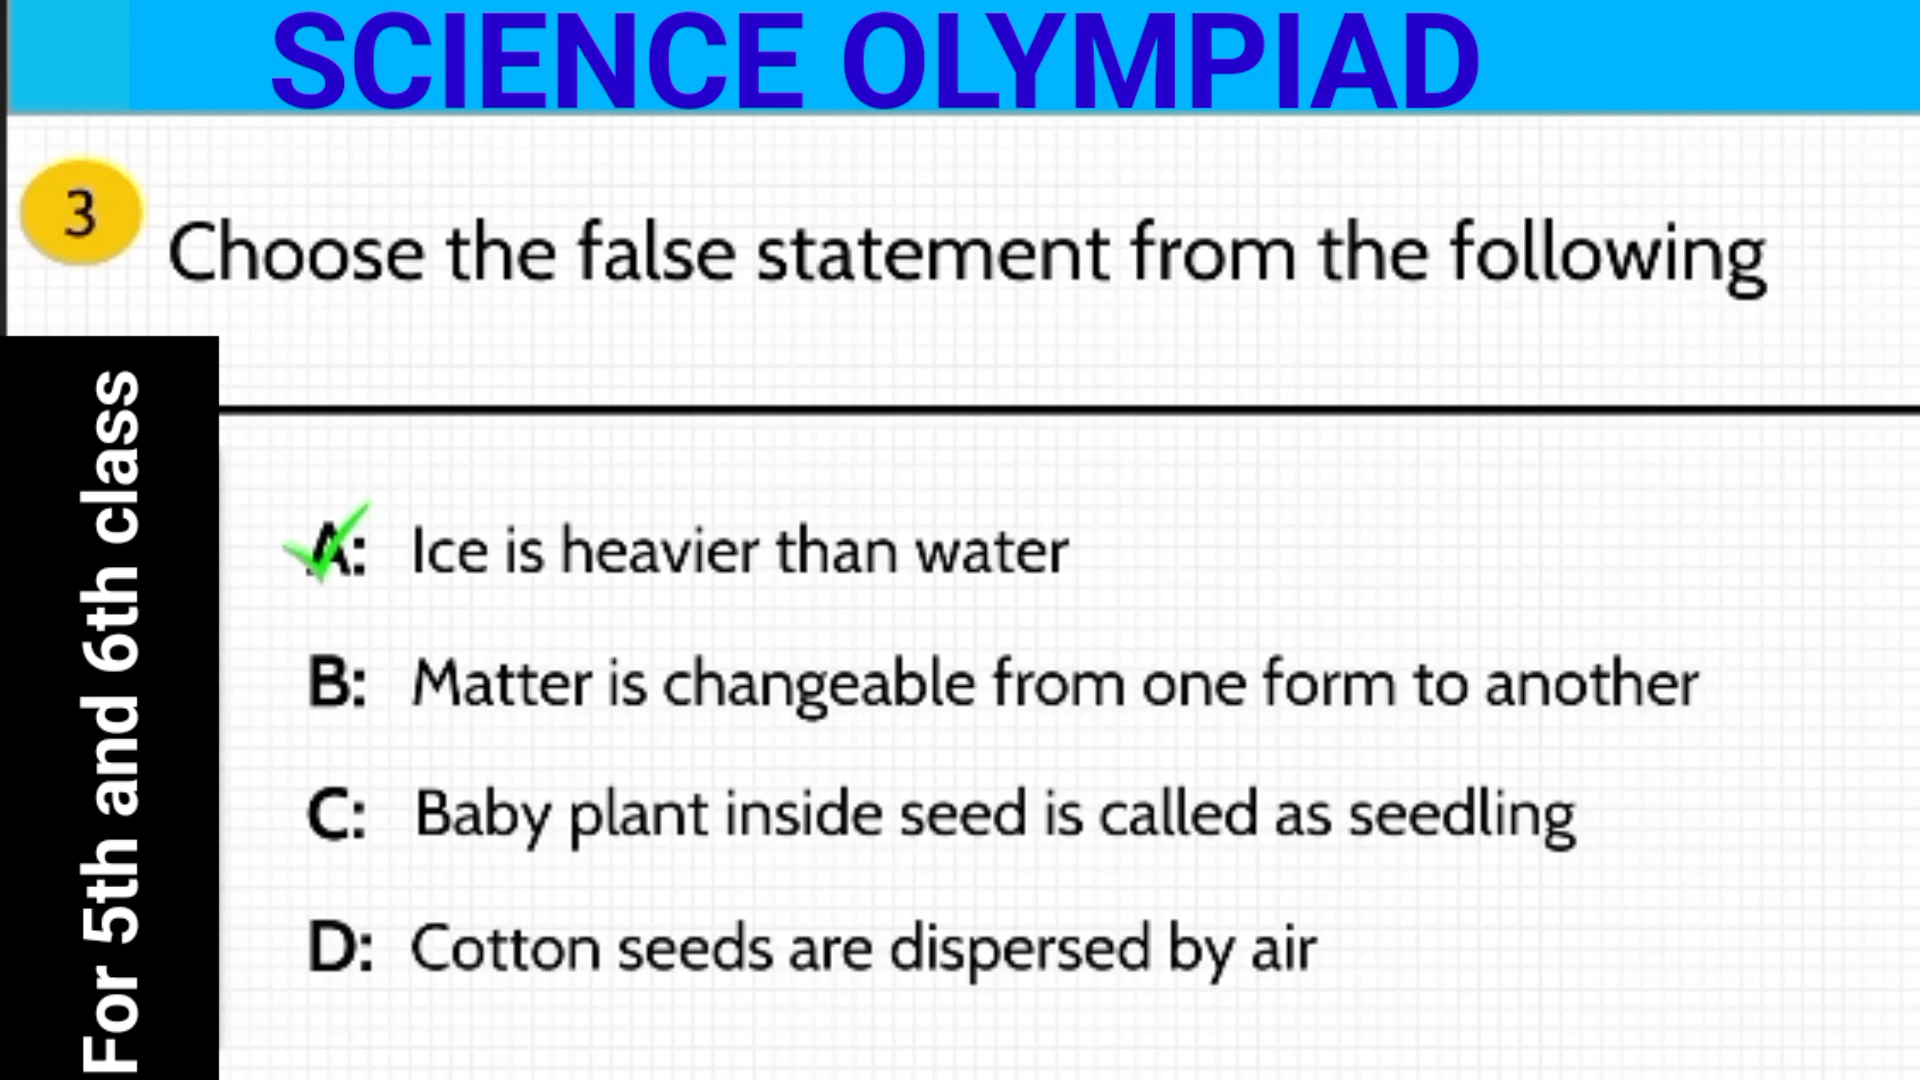 SCIENCE OLYMPIAD
3
Choose the false statement from the following
For 5th and 6th class
A: Ice is heavier than water
B: Matter is changeable from one form to another
C: Baby plant inside seed is called as seedling
D: Cotton seeds are dispersed by air